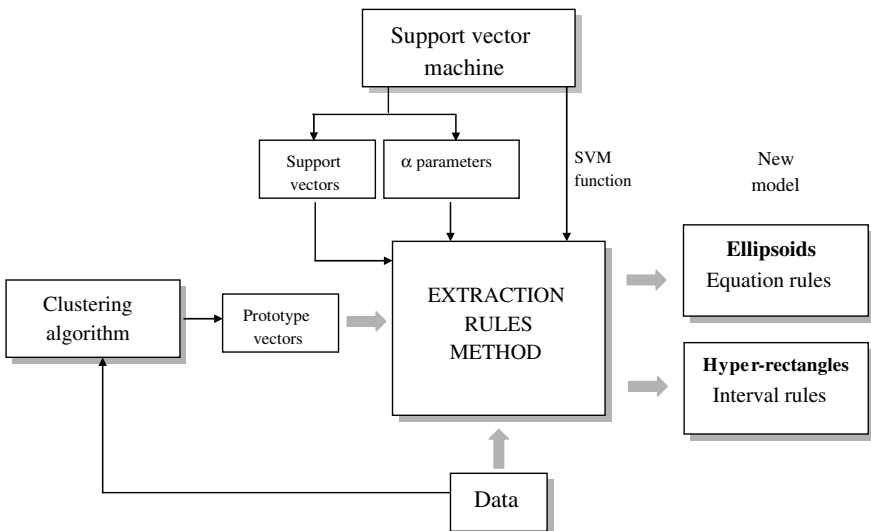 Support vector
machine
Support
vectors
α parameters
SVM
function
New
model
Ellipsoids
Equation rules
Clustering
algorithm
Prototype
vectors
EXTRACTION
RULES
METHOD
Hyper-rectangles
Interval rules
Data